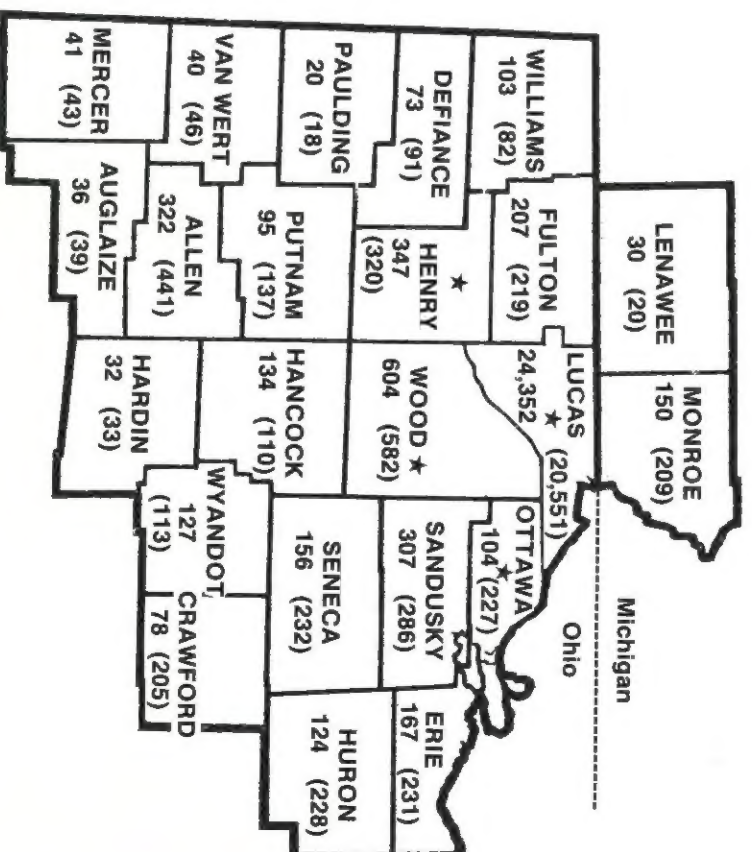 LENAWEE
30 (20)
MONROE
150 (209)
Michigan
Ohio
WILLIAMS
103 (82)
FULTON
207 (219)
LUCAS
★
24,352 (20,551)
DEFIANCE
73 (91)
★
HENRY
347
(320)
WOOD ★
604 (582)
OTTAWA
★
104 (227)
SANDUSKY
307 (286)
ERIE
167 (231)
PAULDING
20 (18)
PUTNAM
95 (137)
HANCOCK
134 (110)
SENECA
156 (232)
HURON
124 (228)
VAN WERT
40 (46)
ALLEN
322
(441)
WYANDOT
127
(113)
CRAWFORD
78 (205)
MERCER
41 (43)
AUGLAIZE
36 (39)
HARDIN
32 (33)